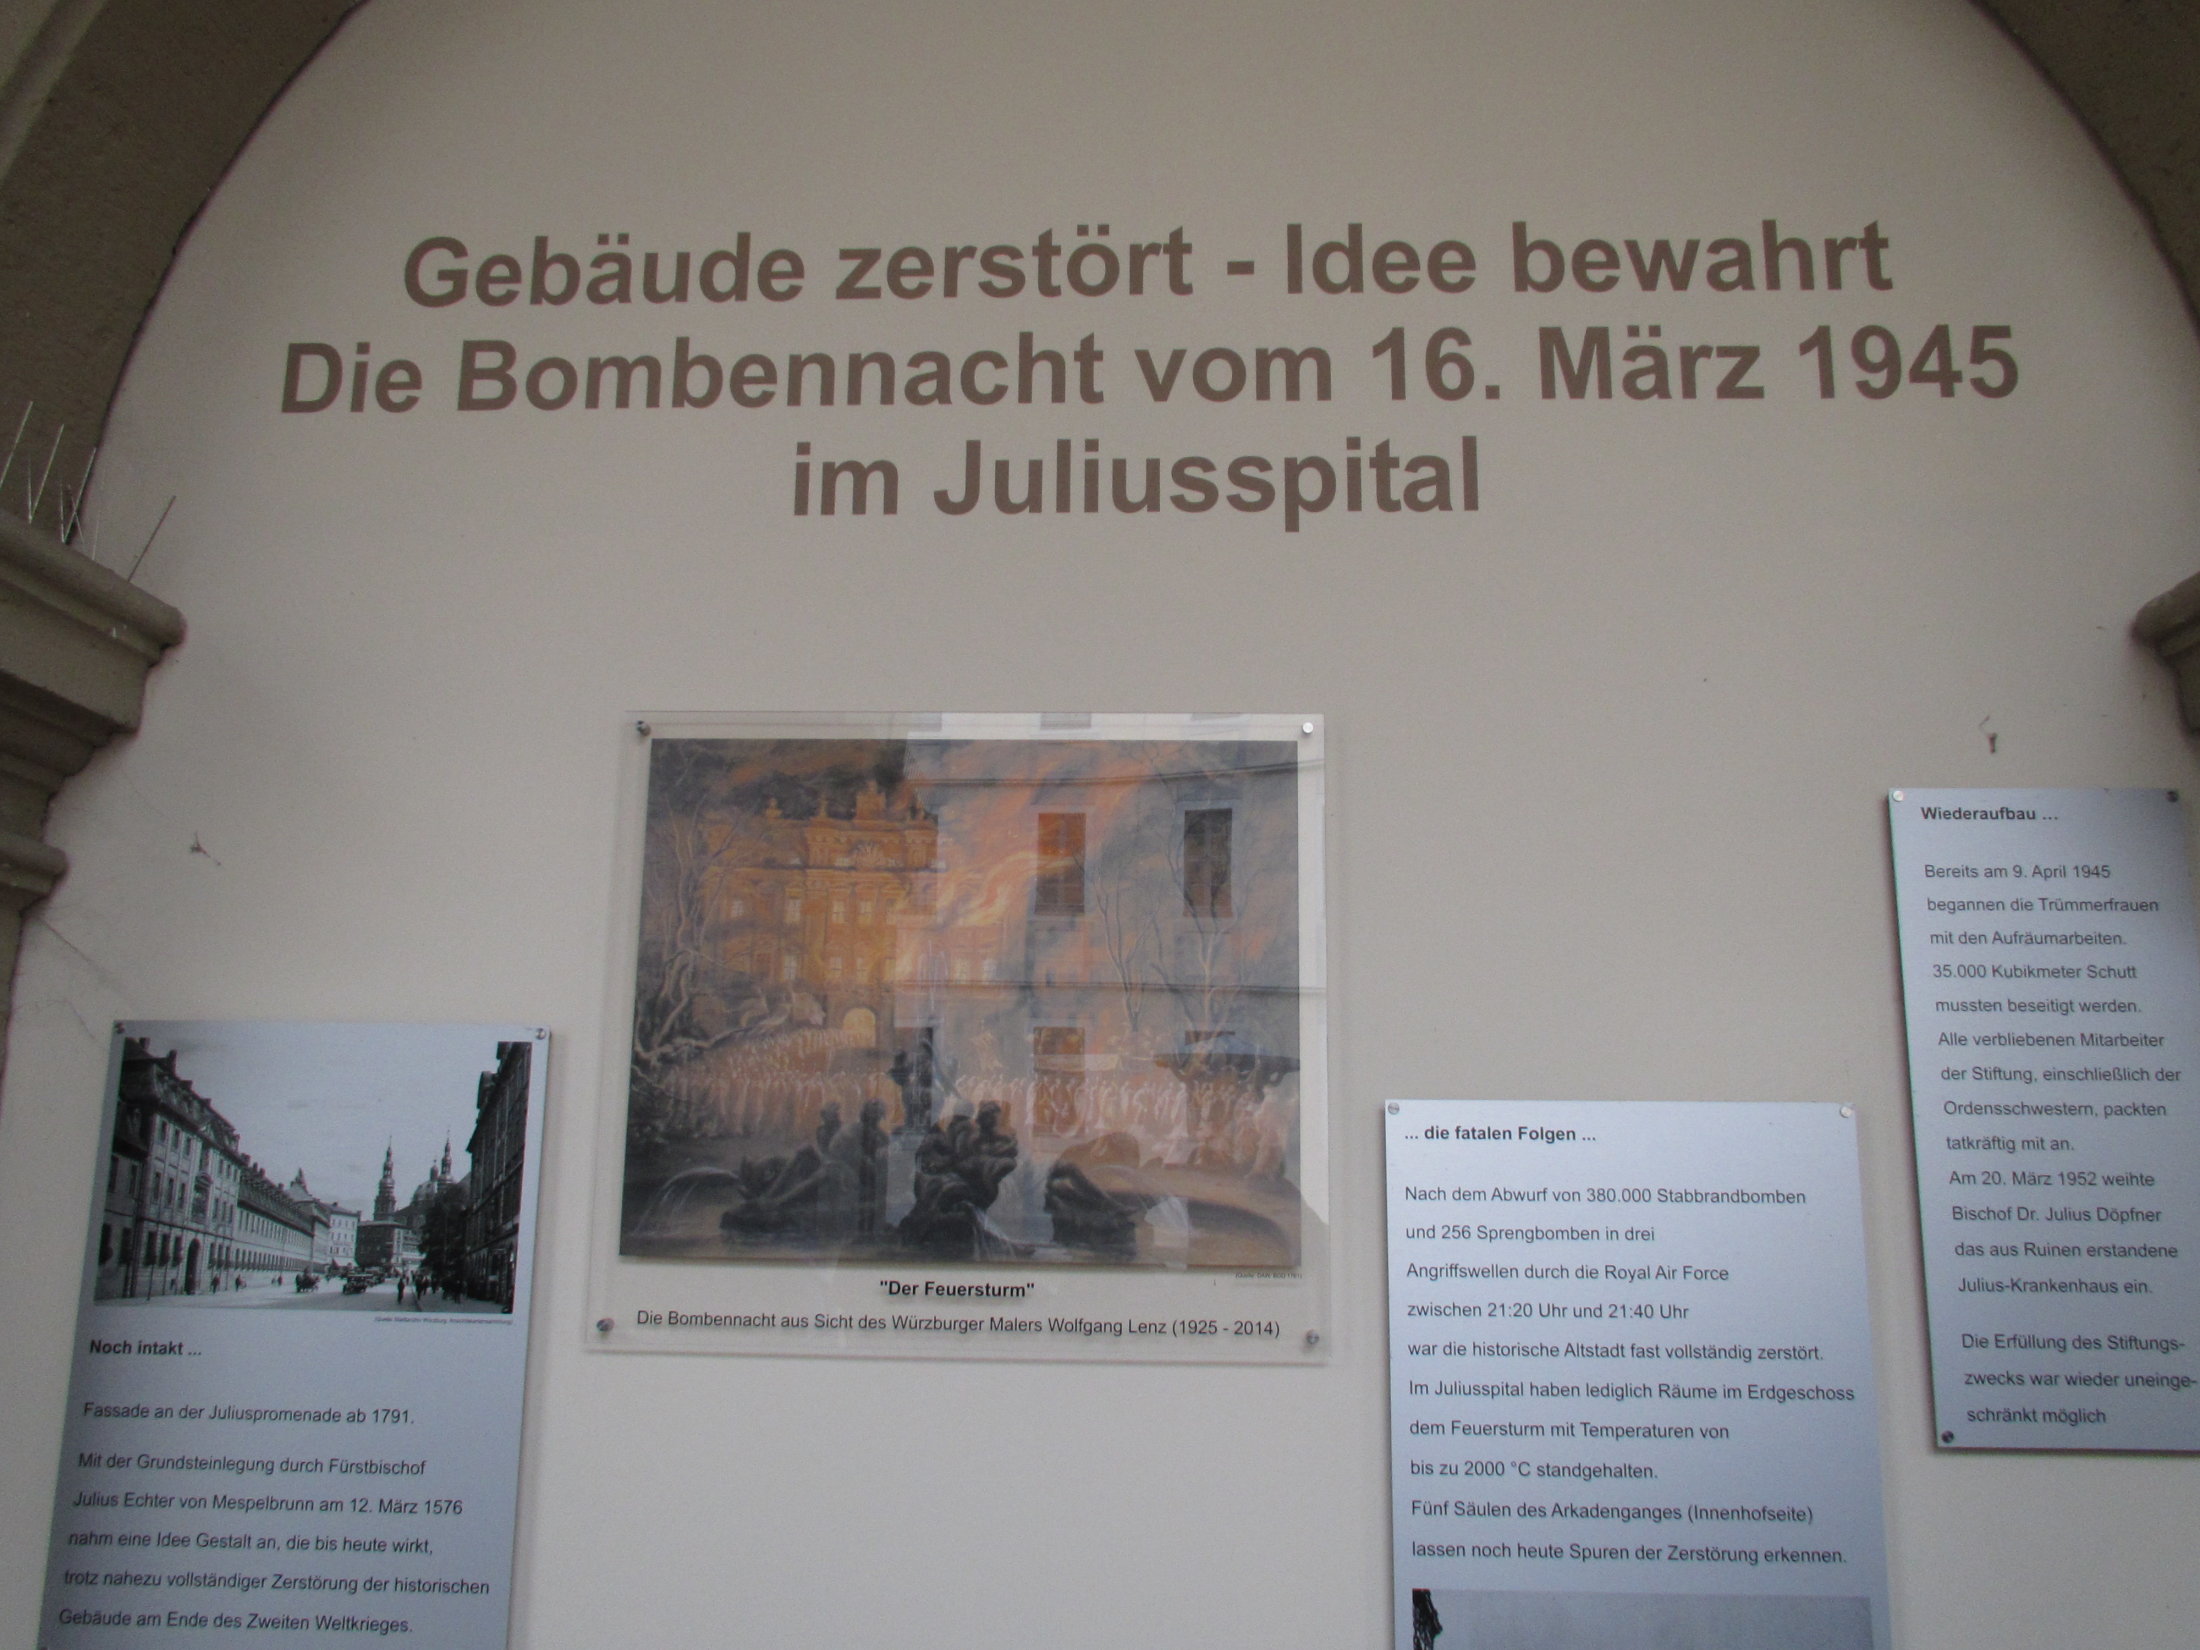 Gebäude zerstört - Idee bewahrt
Die Bombennacht vom 16. März 1945
im Juliusspital
Noch intakt ...
Fassade an der Juliuspromenade ab 1791.
Mit der Grundsteinlegung durch Fürstbischof
Julius Echter von Mespelbrunn am 12. März 1576
nahm eine Idee Gestalt an, die bis heute wirkt,
trotz nahezu vollständiger Zerstörung der historischen
Gebäude am Ende des Zweiten Weltkrieges.
"Der Feuersturm"
Die Bombennacht aus Sicht des Würzburger Malers Wolfgang Lenz (1925 - 2014)
... die fatalen Folgen ...
Nach dem Abwurf von 380.000 Stabbrandbomben
und 256 Sprengbomben in drei
Angriffswellen durch die Royal Air Force
zwischen 21:20 Uhr und 21:40 Uhr
war die historische Altstadt fast vollständig zerstört.
Im Juliusspital haben lediglich Räume im Erdgeschoss
dem Feuersturm mit Temperaturen von
bis zu 2000 °C standgehalten.
Fünf Säulen des Arkadenganges (Innenhofseite)
lassen noch heute Spuren der Zerstörung erkennen.
Wiederaufbau ...
Bereits am 9. April 1945
begannen die Trümmerfrauen
mit den Aufräumarbeiten.
35.000 Kubikmeter Schutt
mussten beseitigt werden.
Alle verbliebenen Mitarbeiter
der Stiftung, einschließlich der
Ordensschwestern, packten
tatkräftig mit an.
Am 20. März 1952 weihte
Bischof Dr. Julius Döpfner
das aus Ruinen erstandene
Julius-Krankenhaus ein.
Die Erfüllung des Stiftungs-
zwecks war wieder uneinge-
schränkt möglich